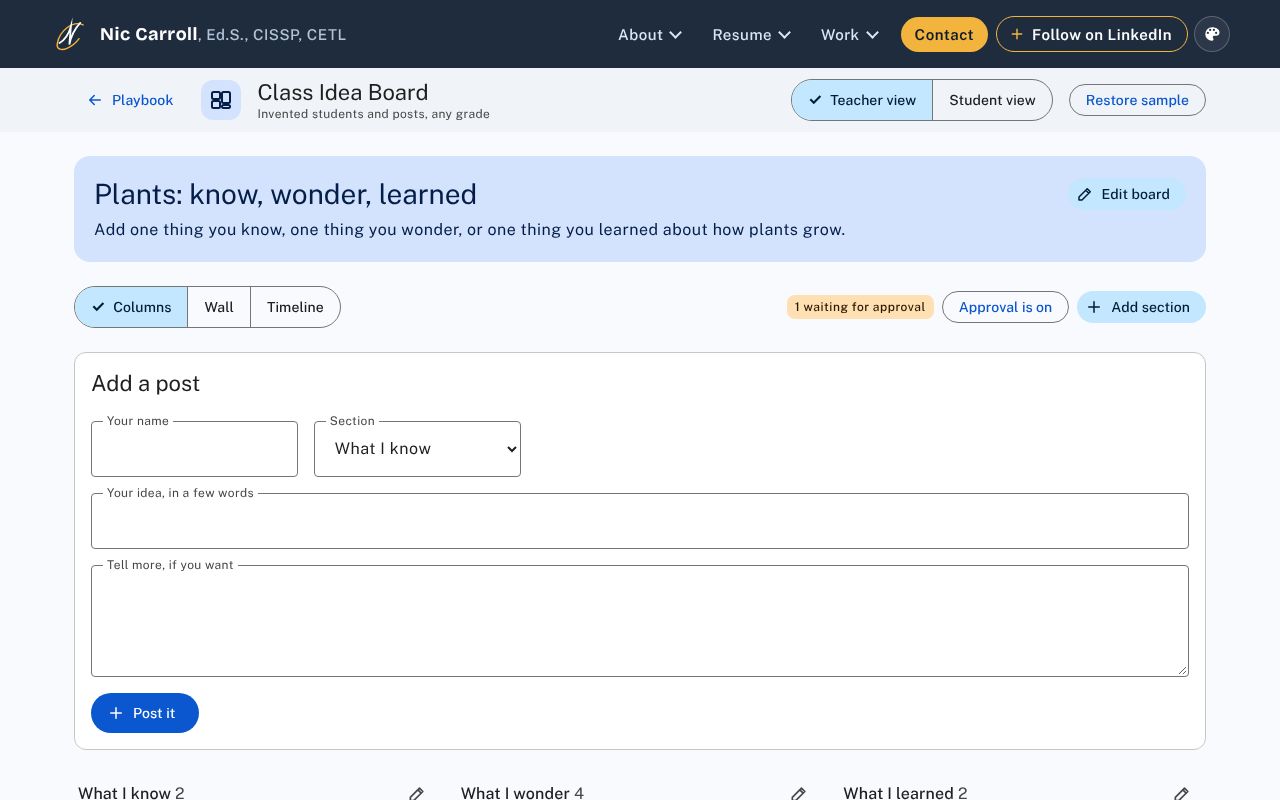 Nic Carroll, Ed.S., CISSP, CETL
About
Resume
Work
Contact
Follow on LinkedIn
Playbook
Class Idea Board
Invented students and posts, any grade
Teacher view
Student view
Restore sample
Plants: know, wonder, learned
Edit board
Add one thing you know, one thing you wonder, or one thing you learned about how plants grow.
Columns
Wall
Timeline
1 waiting for approval
Approval is on
Add section
Add a post
Your name
Section
What I know
Your idea, in a few words
Tell more, if you want
Post it
What I know 2
What I wonder 4
What I learned 2